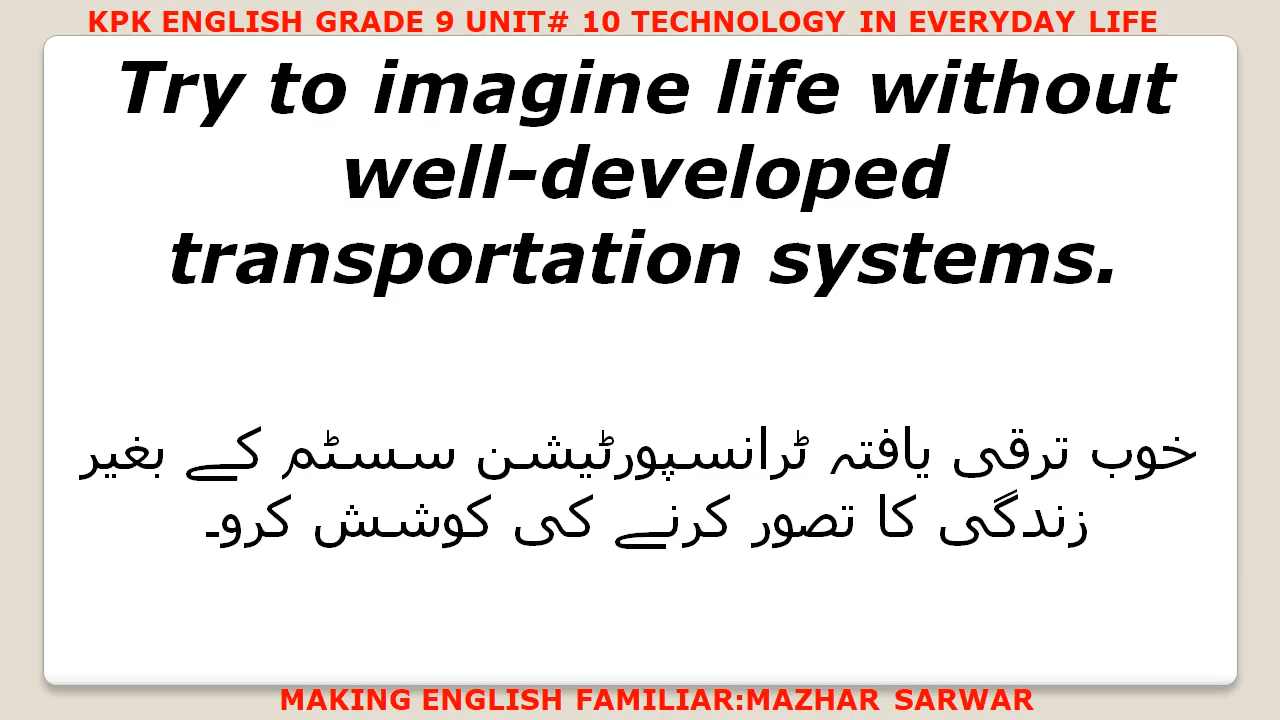 KPK ENGLISH GRADE 9 UNIT# 10 TECHNOLOGY IN EVERYDAY LIFE
Try to imagine life without
well-developed
transportation systems.
خوب ترقی یافتہ ٹرانسپورٹیشن سسٹم کے بغیر
زندگی کا تصور کرنے کی کوشش کرو۔
MAKING ENGLISH FAMILIAR:MAZHAR SARWAR